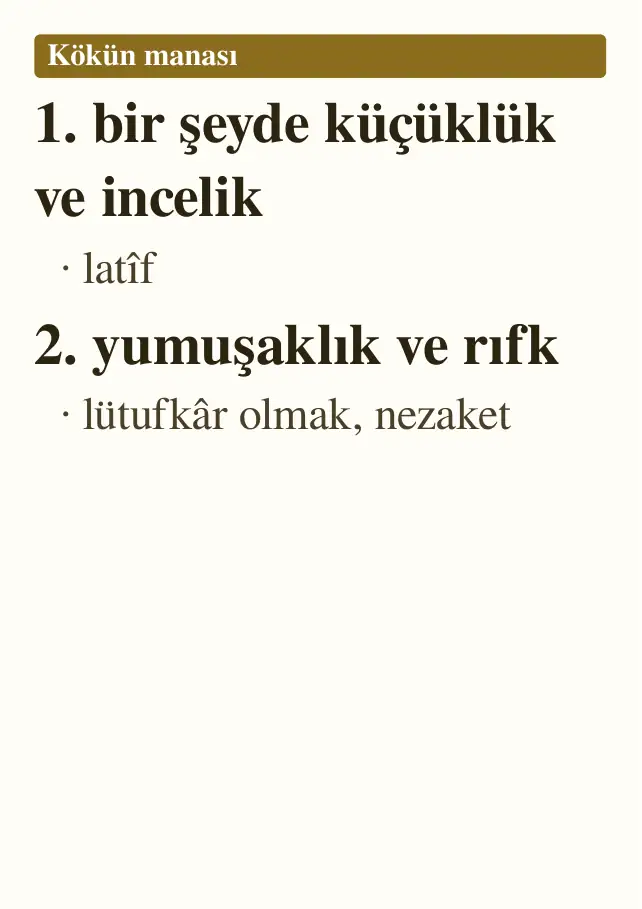 Kökün manası
1. bir şeyde küçüklük
ve incelik
· latîf
2. yumuşaklık ve rıfk
· lütufkâr olmak, nezaket